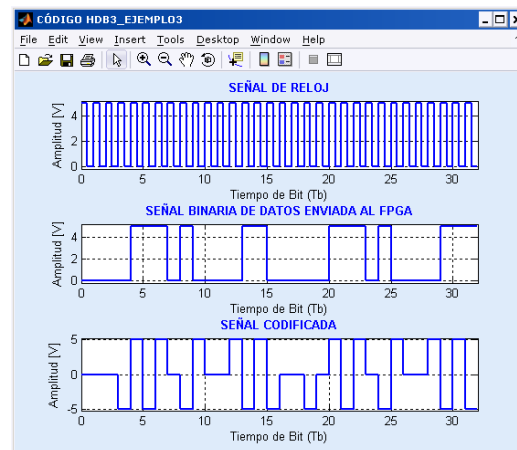 CÓDIGO HDB3_EJEMPLO3
File Edit View Insert Tools Desktop Window Help
SEÑAL DE RELOJ
Amplitud [V]
4
2
0
0 5 10 15 20 25 30
Tiempo de Bit (Tb)
SEÑAL BINARIA DE DATOS ENVIADA AL FPGA
Amplitud [V]
4
2
0
0 5 10 15 20 25 30
Tiempo de Bit (Tb)
SEÑAL CODIFICADA
Amplitud [V]
5
0
-5
0 5 10 15 20 25 30
Tiempo de Bit (Tb)